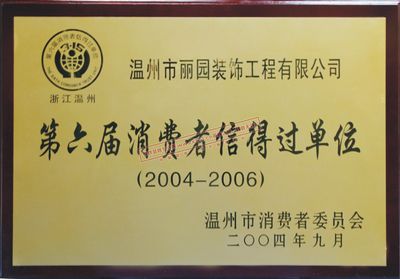 温州市丽园装饰工程有限公司
浙江温州
第六届消费者信得过单位
(2004-2006)
温州市消费者委员会
二〇〇四年九月